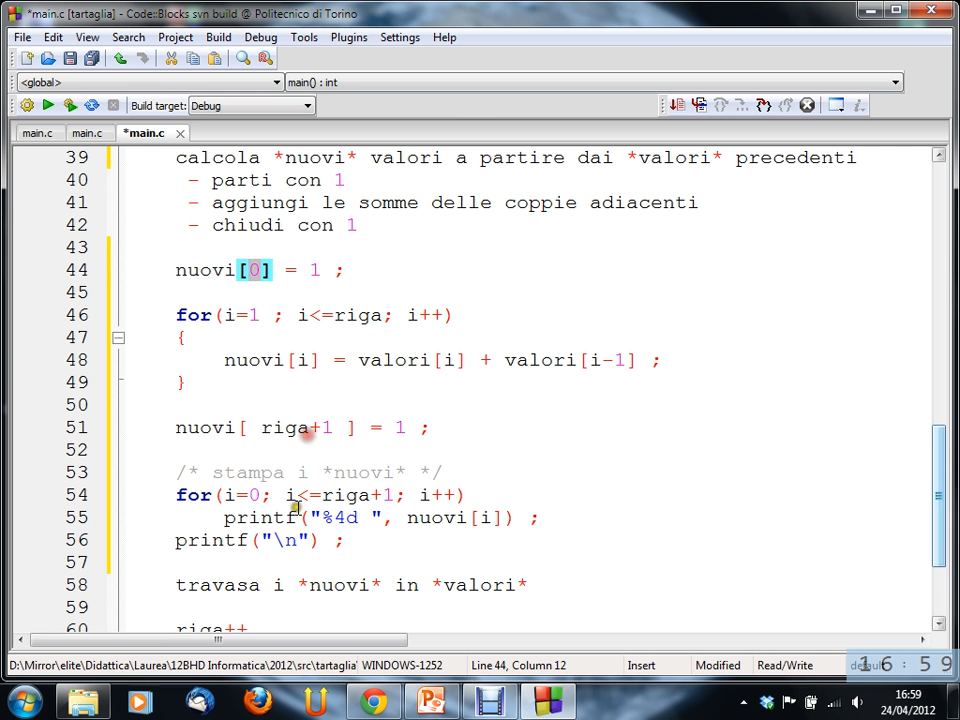 *main.c [tartaglia] - Code::Blocks svn build @ Politecnico di Torino
File Edit View Search Project Build Debug Tools Plugins Settings Help
<global> main() : int
Build target: Debug
main.c main.c *main.c
39 calcola *nuovi* valori a partire dai *valori* precedenti
40 - parti con 1
41 - aggiungi le somme delle coppie adiacenti
42 - chiudi con 1
43
44 nuovi[0] = 1 ;
45
46 for(i=1 ; i<=riga; i++)
47 {
48 nuovi[i] = valori[i] + valori[i-1] ;
49 }
50
51 nuovi[ riga+1 ] = 1 ;
52
53 /* stampa i *nuovi* */
54 for(i=0; i<=riga+1; i++)
55 printf("%4d ", nuovi[i]) ;
56 printf("\n") ;
57
58 travasa i *nuovi* in *valori*
59
60 riga++
D:\Mirror\elite\Didattica\Laurea\12BHD Informatica\2012\src\tartaglia\ WINDOWS-1252 Line 44, Column 12 Insert Modified Read/Write default
16:59
16:59
24/04/2012